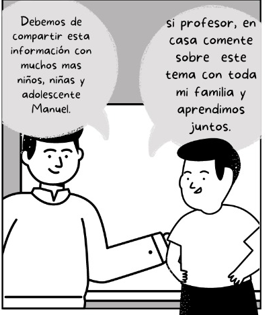 Debemos de
compartir esta
información con
muchos mas
niños, niñas y
adolescente
Manuel.
si profesor, en
casa comente
sobre este
tema con toda
mi familia y
aprendimos
juntos.